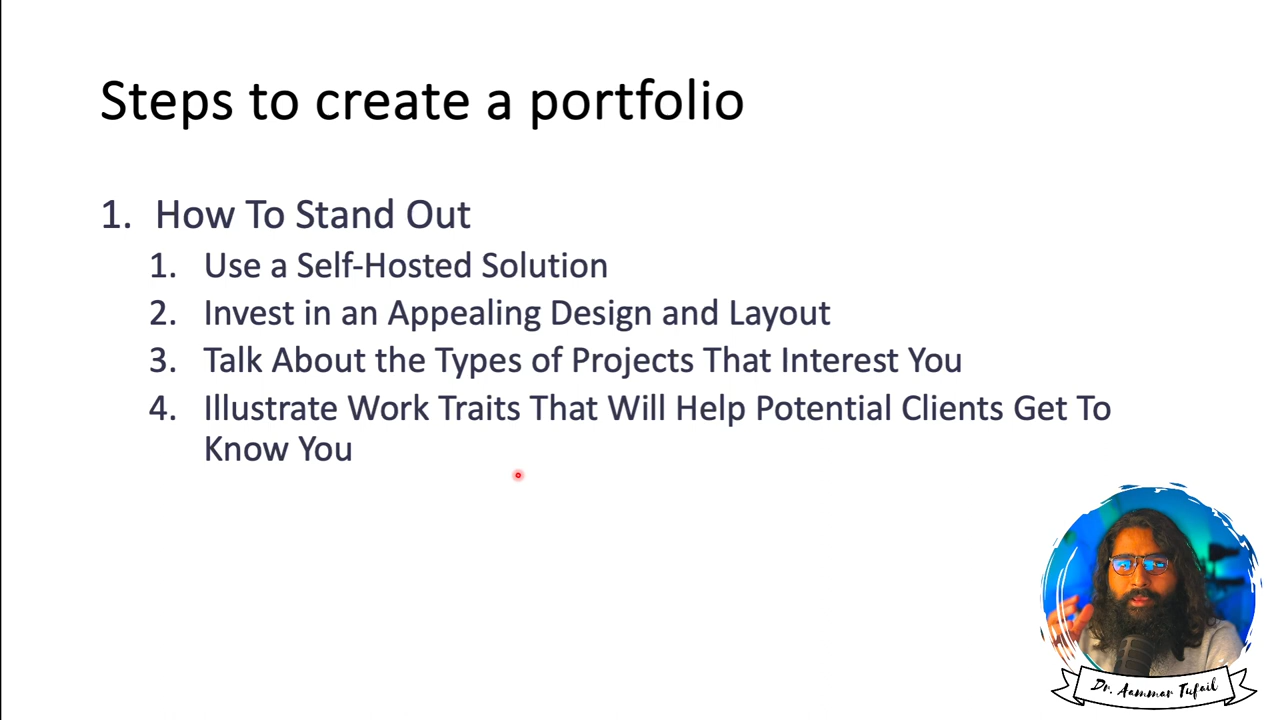 Steps to create a portfolio
1. How To Stand Out
1. Use a Self-Hosted Solution
2. Invest in an Appealing Design and Layout
3. Talk About the Types of Projects That Interest You
4. Illustrate Work Traits That Will Help Potential Clients Get To
Know You
Dr. Aammar Tufail